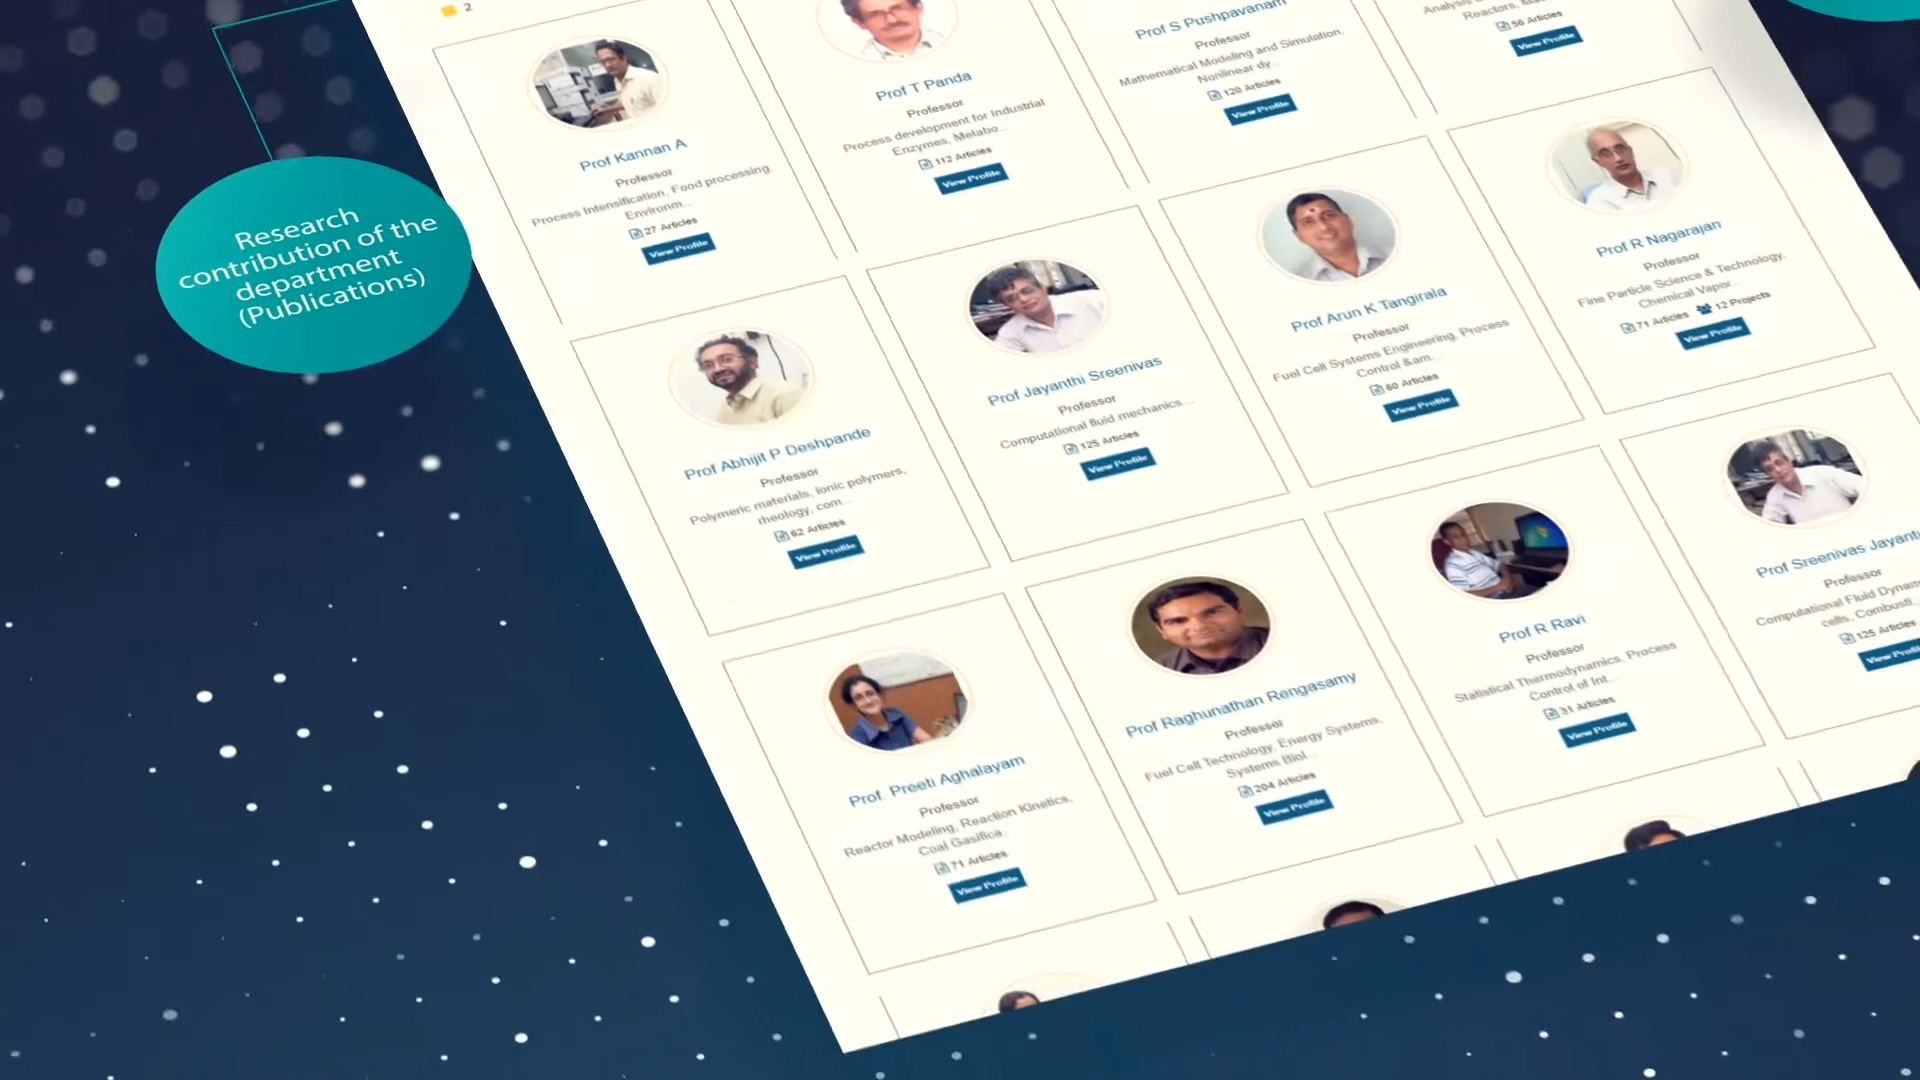 2
Research
contribution of the
department
(Publications)
Prof Kannan A
Professor
Process Intensification, Food processing,
Environm...
27 Articles
View Profile
Prof T Panda
Professor
Process development for Industrial
Enzymes, Metabo...
112 Articles
View Profile
Prof S Pushpavanam
Professor
Mathematical Modeling and Simulation,
Nonlinear dy...
120 Articles
View Profile
56 Articles
View Profile
Prof Abhijit P Deshpande
Professor
Polymeric materials, ionic polymers,
rheology, com...
62 Articles
View Profile
Prof Jayanthi Sreenivas
Professor
Computational fluid mechanics...
125 Articles
View Profile
Prof Arun K Tangirala
Professor
Fuel Cell Systems Engineering, Process
Control &am...
60 Articles
View Profile
Prof R Nagarajan
Professor
Fine Particle Science & Technology,
Chemical Vapor...
71 Articles 12 Projects
View Profile
Prof. Preeti Aghalayam
Professor
Reactor Modeling, Reaction Kinetics,
Coal Gasifica...
71 Articles
View Profile
Prof Raghunathan Rengasamy
Professor
Fuel Cell Technology, Energy Systems,
Systems Biol...
204 Articles
View Profile
Prof R Ravi
Professor
Statistical Thermodynamics, Process
Control of Int...
31 Articles
View Profile
Prof Sreenivas Jayant
Professor
Computational Fluid Dynam
cells, Combusti...
125 Articles
View Profile